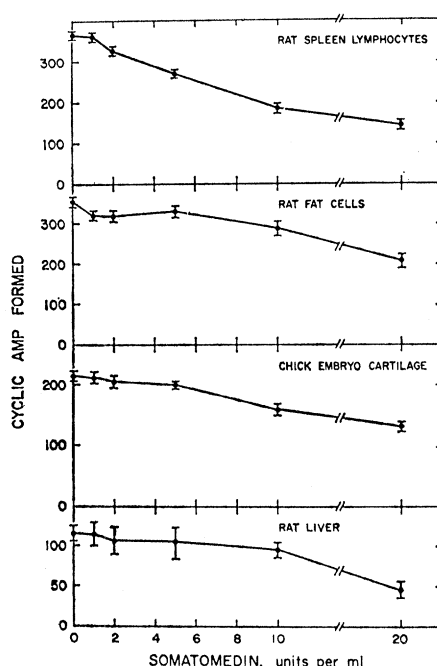 RAT SPLEEN LYMPHOCYTES
300
200
100
0
RAT FAT CELLS
300
200
100
0
CHICK EMBRYO CARTILAGE
200
100
0
RAT LIVER
100
50
0
0 2 4 6 8 10 20
CYCLIC AMP FORMED
SOMATOMEDIN, units per ml